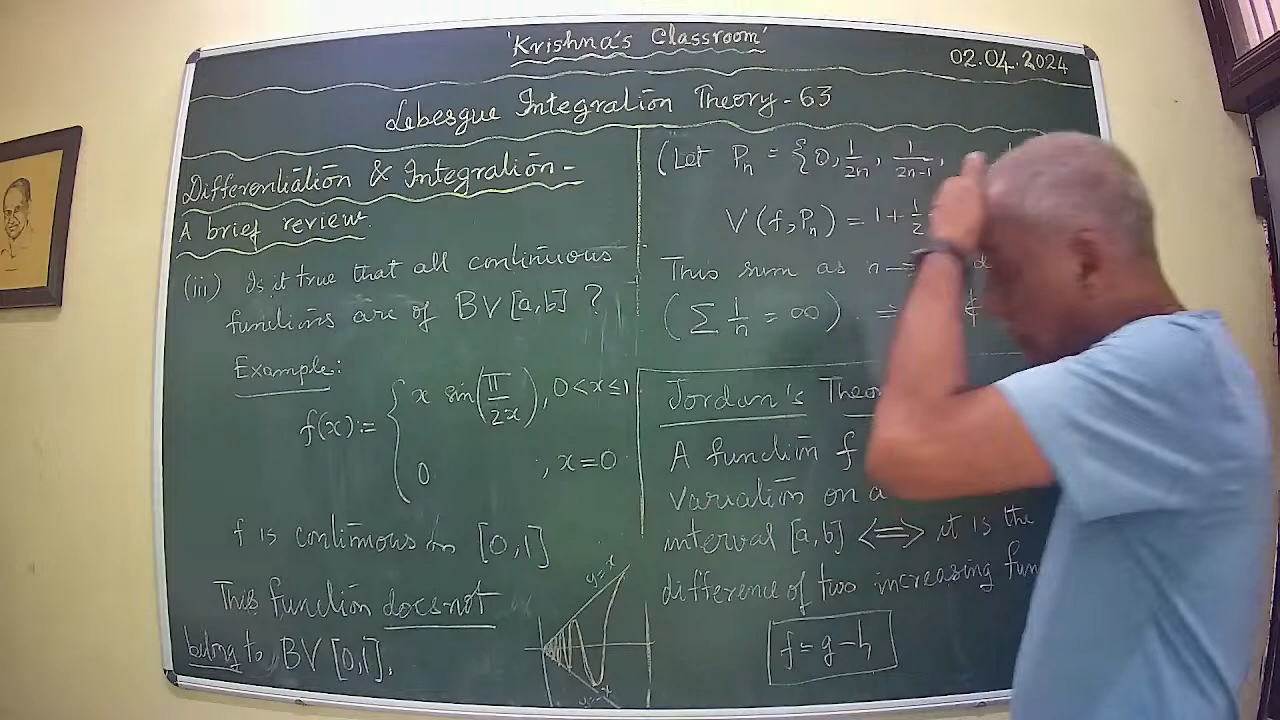 'Krishna's Classroom'
02.04.2024
Lebesgue Integration Theory - 63
Differentiation & Integration -
A brief review
(iii) Is it true that all continuous
functions are of BV [a,b] ?
Example:
f(x) := { x sin(π/2x), 0<x≤1
0 ; x=0
f is continuous on [0,1]
This function does not
belong to BV [0,1].
y=x
y=-x
(Let Pn = {0, 1/2n, 1/2n-1,
V(f,Pn) = 1 + 1/2
This sum as n→
(∑ 1/n = ∞) ⇒
Jordan's
A function f
variation on a
interval [a,b] ⟺ it is the
difference of two increasing
f = g - h